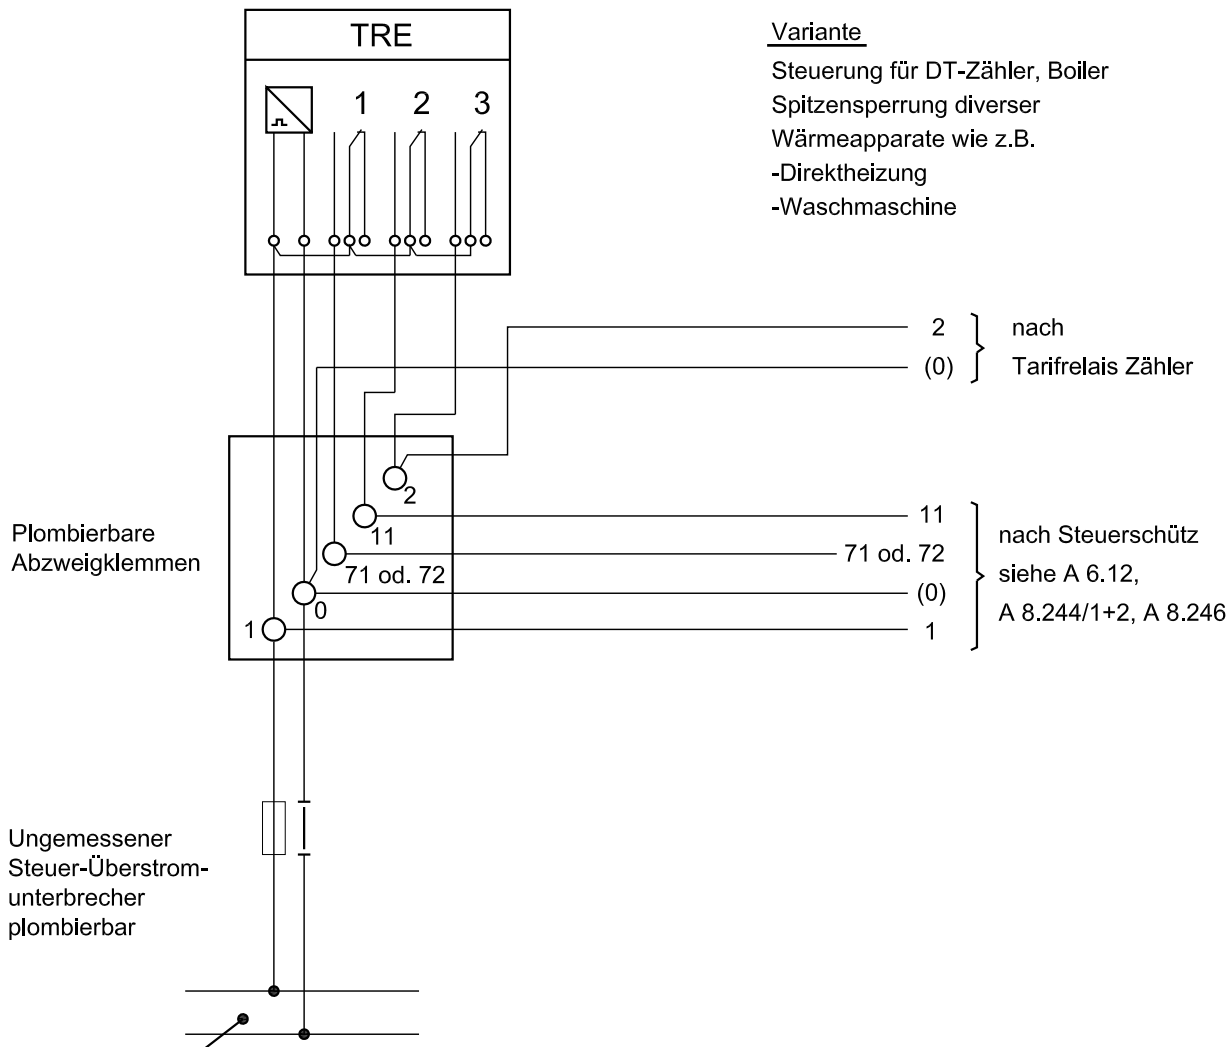 TRE
1 2 3
Variante
Steuerung für DT-Zähler, Boiler
Spitzensperrung diverser
Wärmeapparate wie z.B.
-Direktheizung
-Waschmaschine
2
(0)
nach
Tarifrelais Zähler
Plombierbare
Abzweigklemmen
2
11
71 od. 72
0
1
11
71 od. 72
(0)
1
nach Steuerschütz
siehe A 6.12,
A 8.244/1+2, A 8.246
Ungemessener
Steuer-Überstrom-
unterbrecher
plombierbar